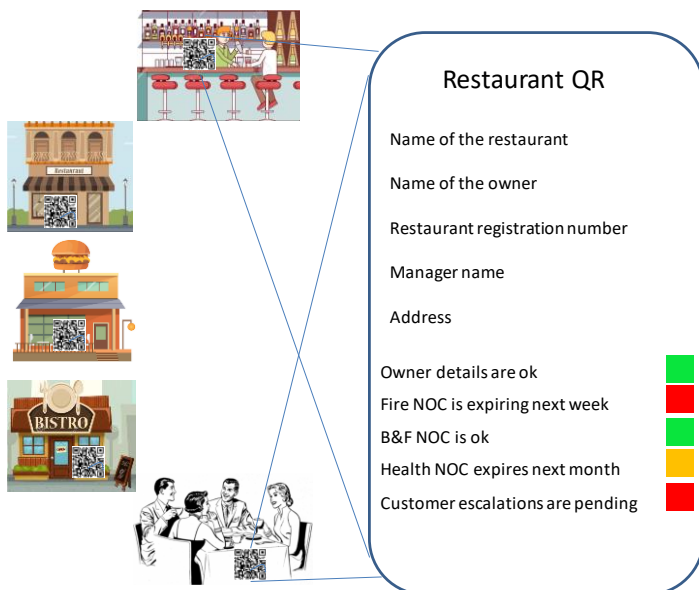 Restaurant QR
Name of the restaurant
Name of the owner
Restaurant registration number
Manager name
Address
Owner details are ok
Fire NOC is expiring next week
B&F NOC is ok
Health NOC expires next month
Customer escalations are pending
Restaurant
BISTRO